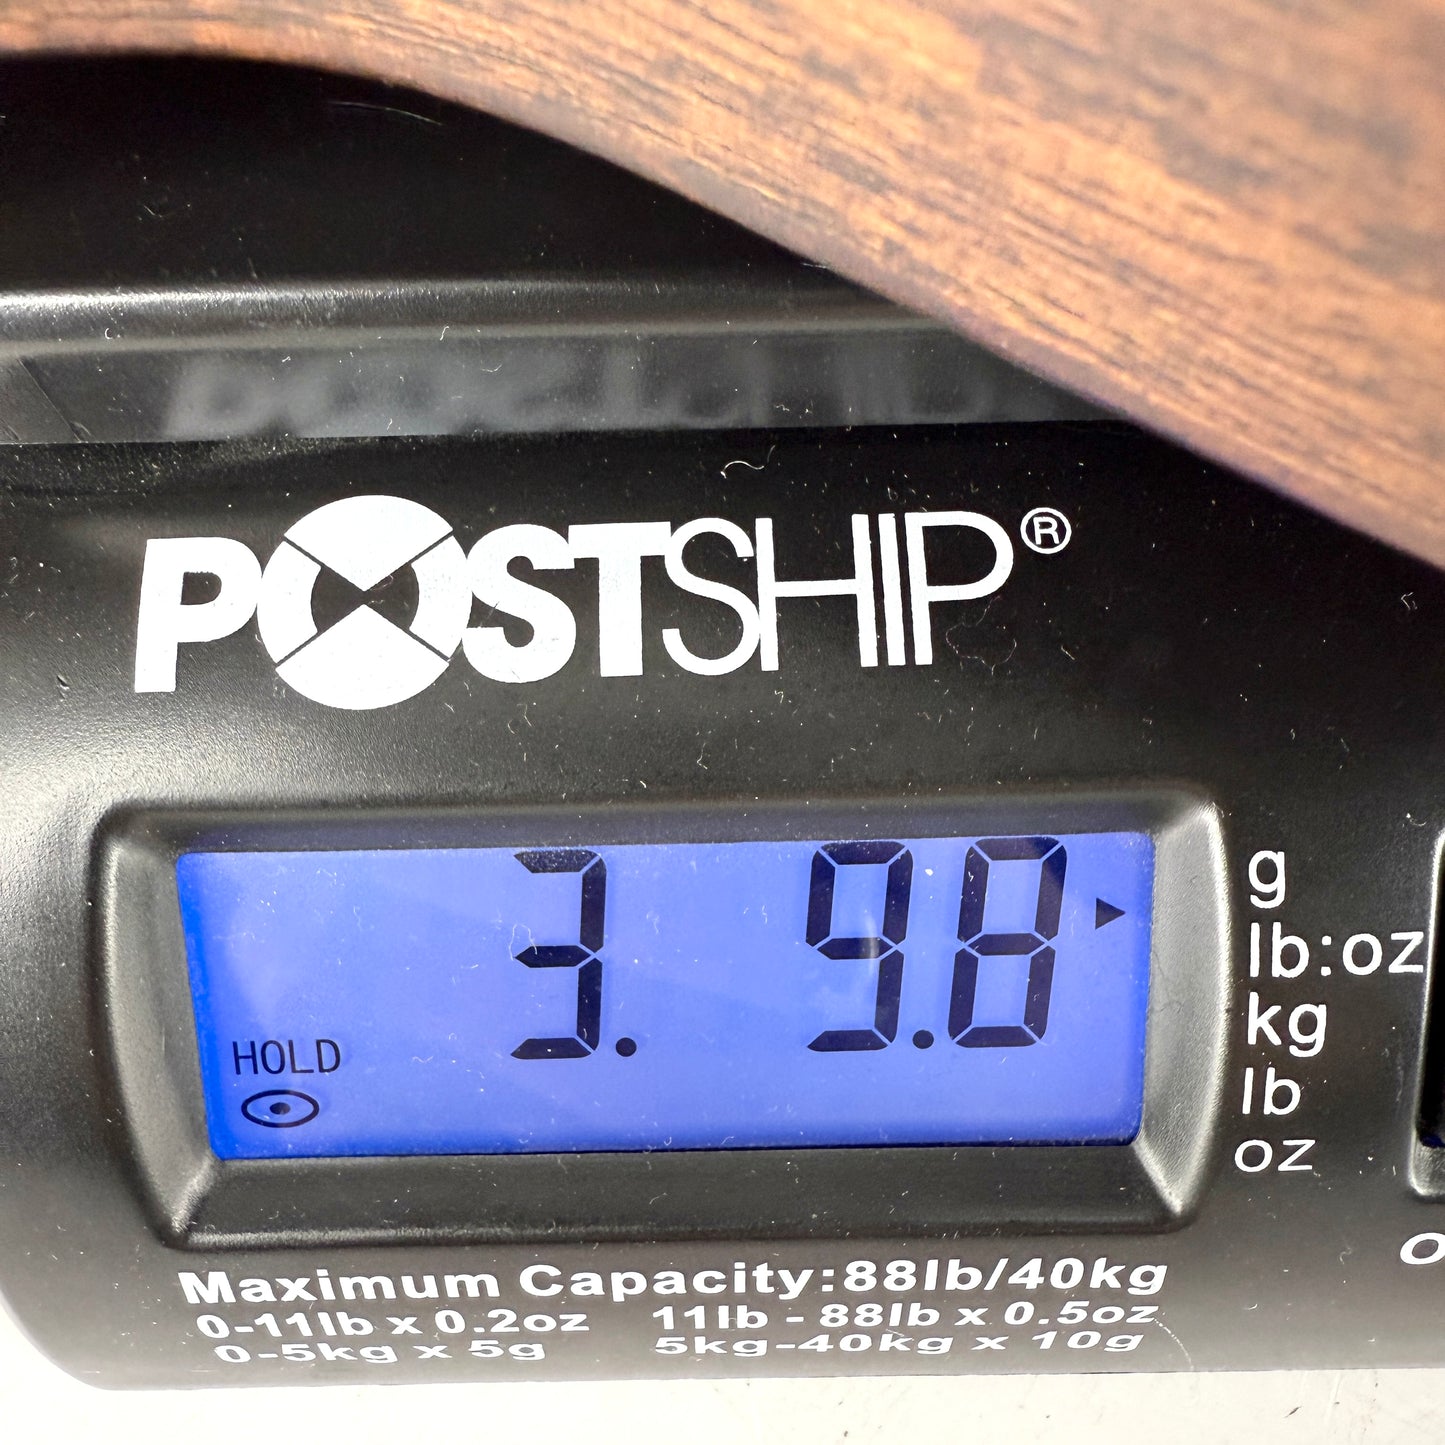 POSTSHIP®
3. 9.8
HOLD
g
lb:oz
kg
lb
oz
Maximum Capacity:88lb/40kg
0-11lb x 0.2oz 11lb - 88lb x 0.5oz
0-5kg x 5g 5kg-40kg x 10g